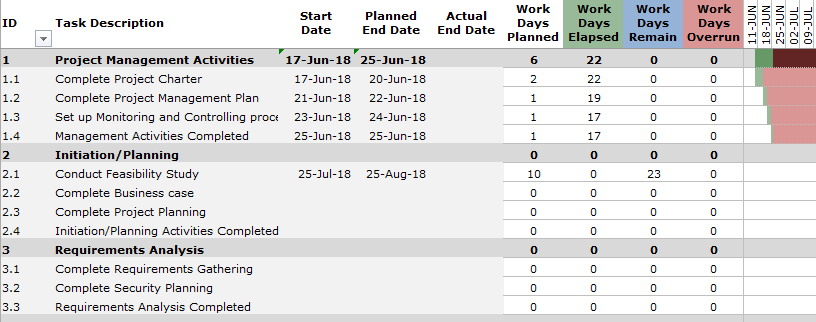 ID Task Description Start Date Planned End Date Actual End Date Work Days Planned Work Days Elapsed Work Days Remain Work Days Overrun 11-JUN 18-JUN 25-JUN 02-JUL 09-JUL
1 Project Management Activities 17-Jun-18 25-Jun-18 6 22 0 0
1.1 Complete Project Charter 17-Jun-18 20-Jun-18 2 22 0 0
1.2 Complete Project Management Plan 21-Jun-18 22-Jun-18 1 19 0 0
1.3 Set up Monitoring and Controlling proce 23-Jun-18 24-Jun-18 1 17 0 0
1.4 Management Activities Completed 25-Jun-18 25-Jun-18 1 17 0 0
2 Initiation/Planning 0 0 0 0
2.1 Conduct Feasibility Study 25-Jul-18 25-Aug-18 10 0 23 0
2.2 Complete Business case 0 0 0 0
2.3 Complete Project Planning 0 0 0 0
2.4 Initiation/Planning Activities Completed 0 0 0 0
3 Requirements Analysis 0 0 0 0
3.1 Complete Requirements Gathering 0 0 0 0
3.2 Complete Security Planning 0 0 0 0
3.3 Requirements Analysis Completed 0 0 0 0